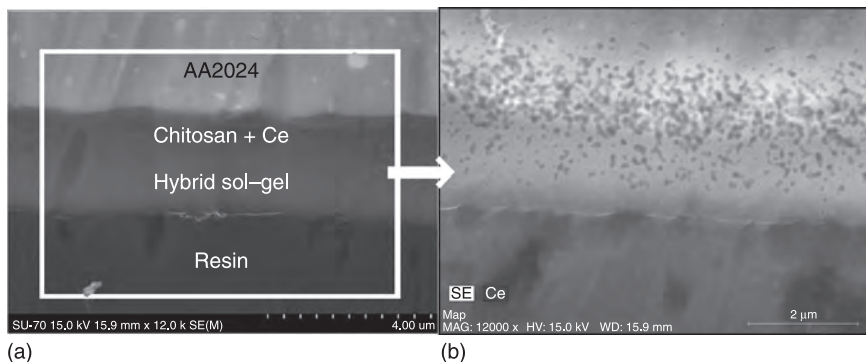 AA2024
Chitosan + Ce
Hybrid sol–gel
Resin
SU-70 15.0 kV 15.9 mm x 12.0 k SE(M)
4.00 um
(a)
SE Ce
Map
MAG: 12000 x HV: 15.0 kV WD: 15.9 mm
2 µm
(b)